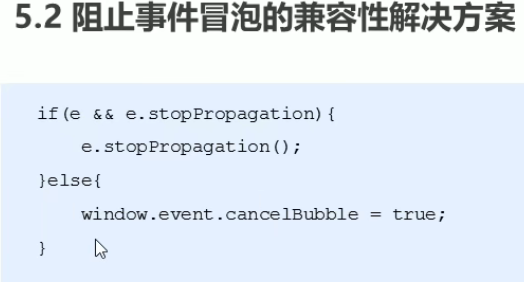 5.2 阻止事件冒泡的兼容性解决方案
if(e && e.stopPropagation){
e.stopPropagation();
}else{
window.event.cancelBubble = true;
}